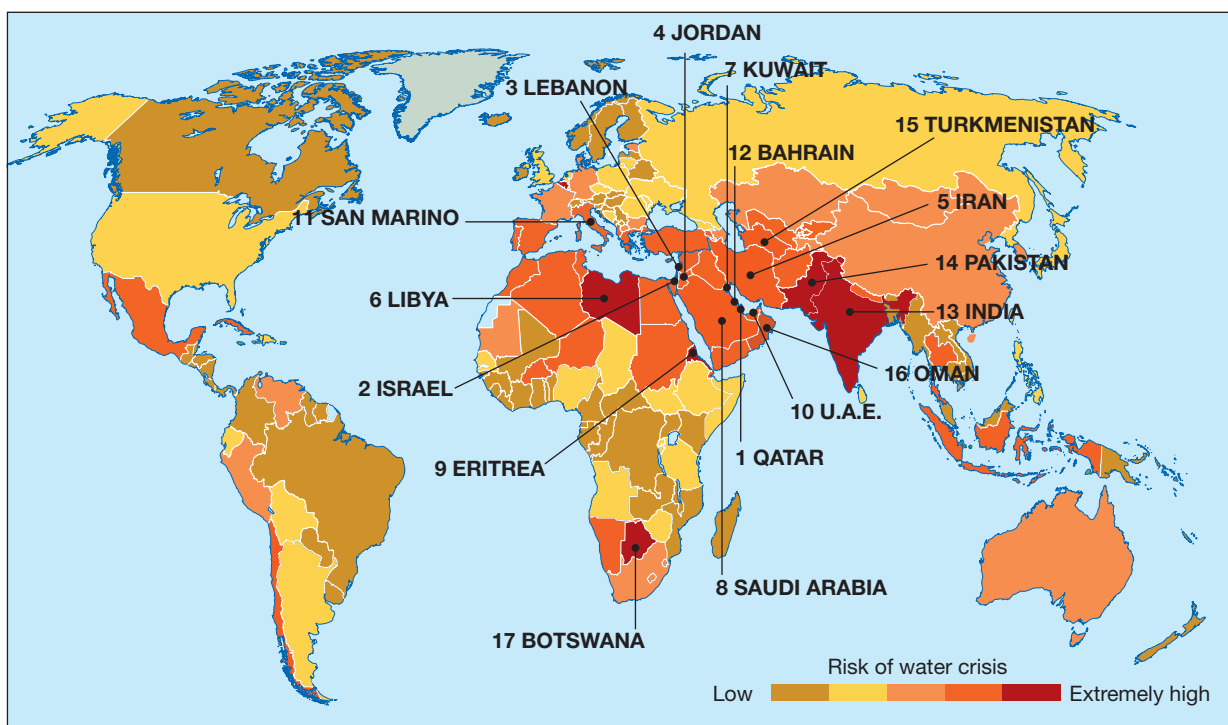 4 JORDAN
7 KUWAIT
3 LEBANON
15 TURKMENISTAN
12 BAHRAIN
5 IRAN
11 SAN MARINO
14 PAKISTAN
6 LIBYA
13 INDIA
2 ISRAEL
16 OMAN
10 U.A.E.
1 QATAR
9 ERITREA
8 SAUDI ARABIA
17 BOTSWANA
Risk of water crisis
Low Extremely high